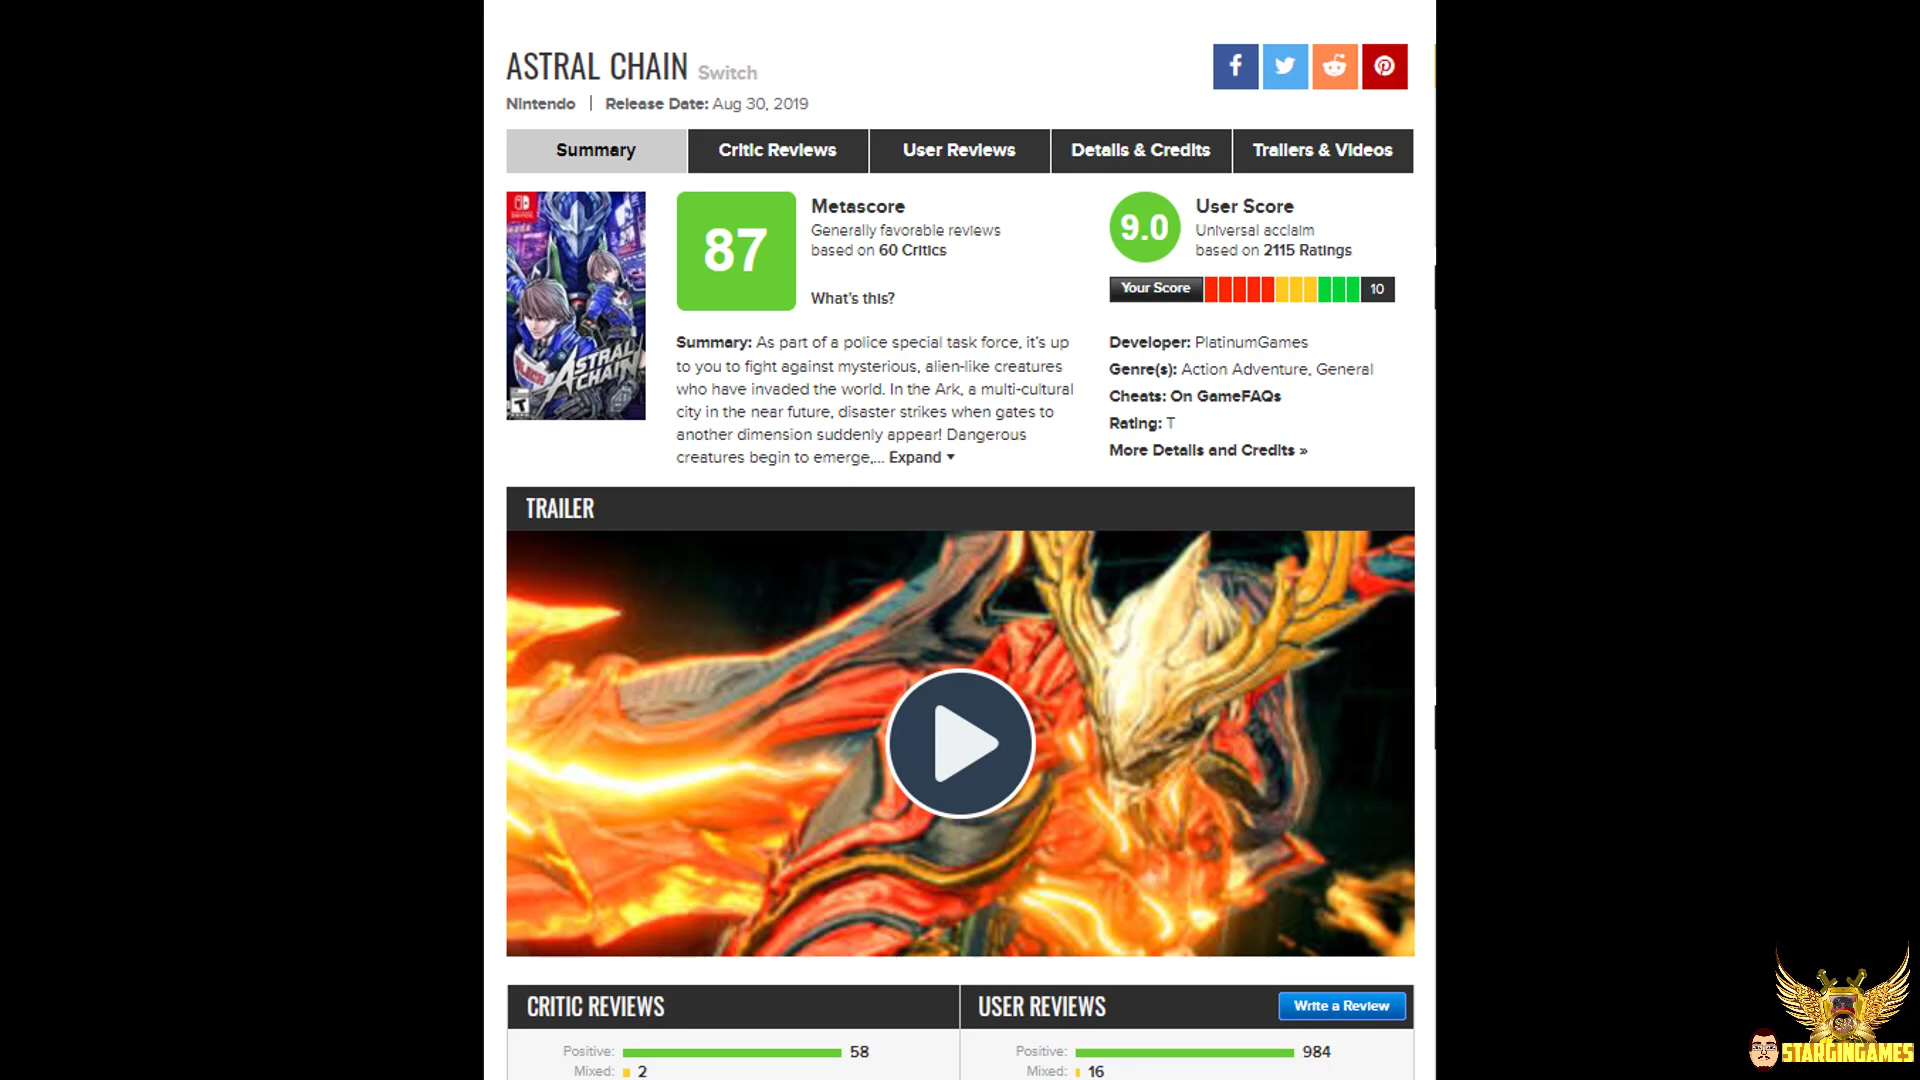 ASTRAL CHAIN Switch
Nintendo | Release Date: Aug 30, 2019
Summary
Critic Reviews
User Reviews
Details & Credits
Trailers & Videos
ASTRAL CHAIN
T
87
Metascore
Generally favorable reviews
based on 60 Critics
What's this?
9.0
User Score
Universal acclaim
based on 2115 Ratings
Your Score
10
Summary: As part of a police special task force, it's up
to you to fight against mysterious, alien-like creatures
who have invaded the world. In the Ark, a multi-cultural
city in the near future, disaster strikes when gates to
another dimension suddenly appear! Dangerous
creatures begin to emerge,... Expand
Developer: PlatinumGames
Genre(s): Action Adventure, General
Cheats: On GameFAQs
Rating: T
More Details and Credits »
TRAILER
CRITIC REVIEWS
Positive: 58
Mixed: 2
USER REVIEWS
Write a Review
Positive: 984
Mixed: 16
STARGINGAMES